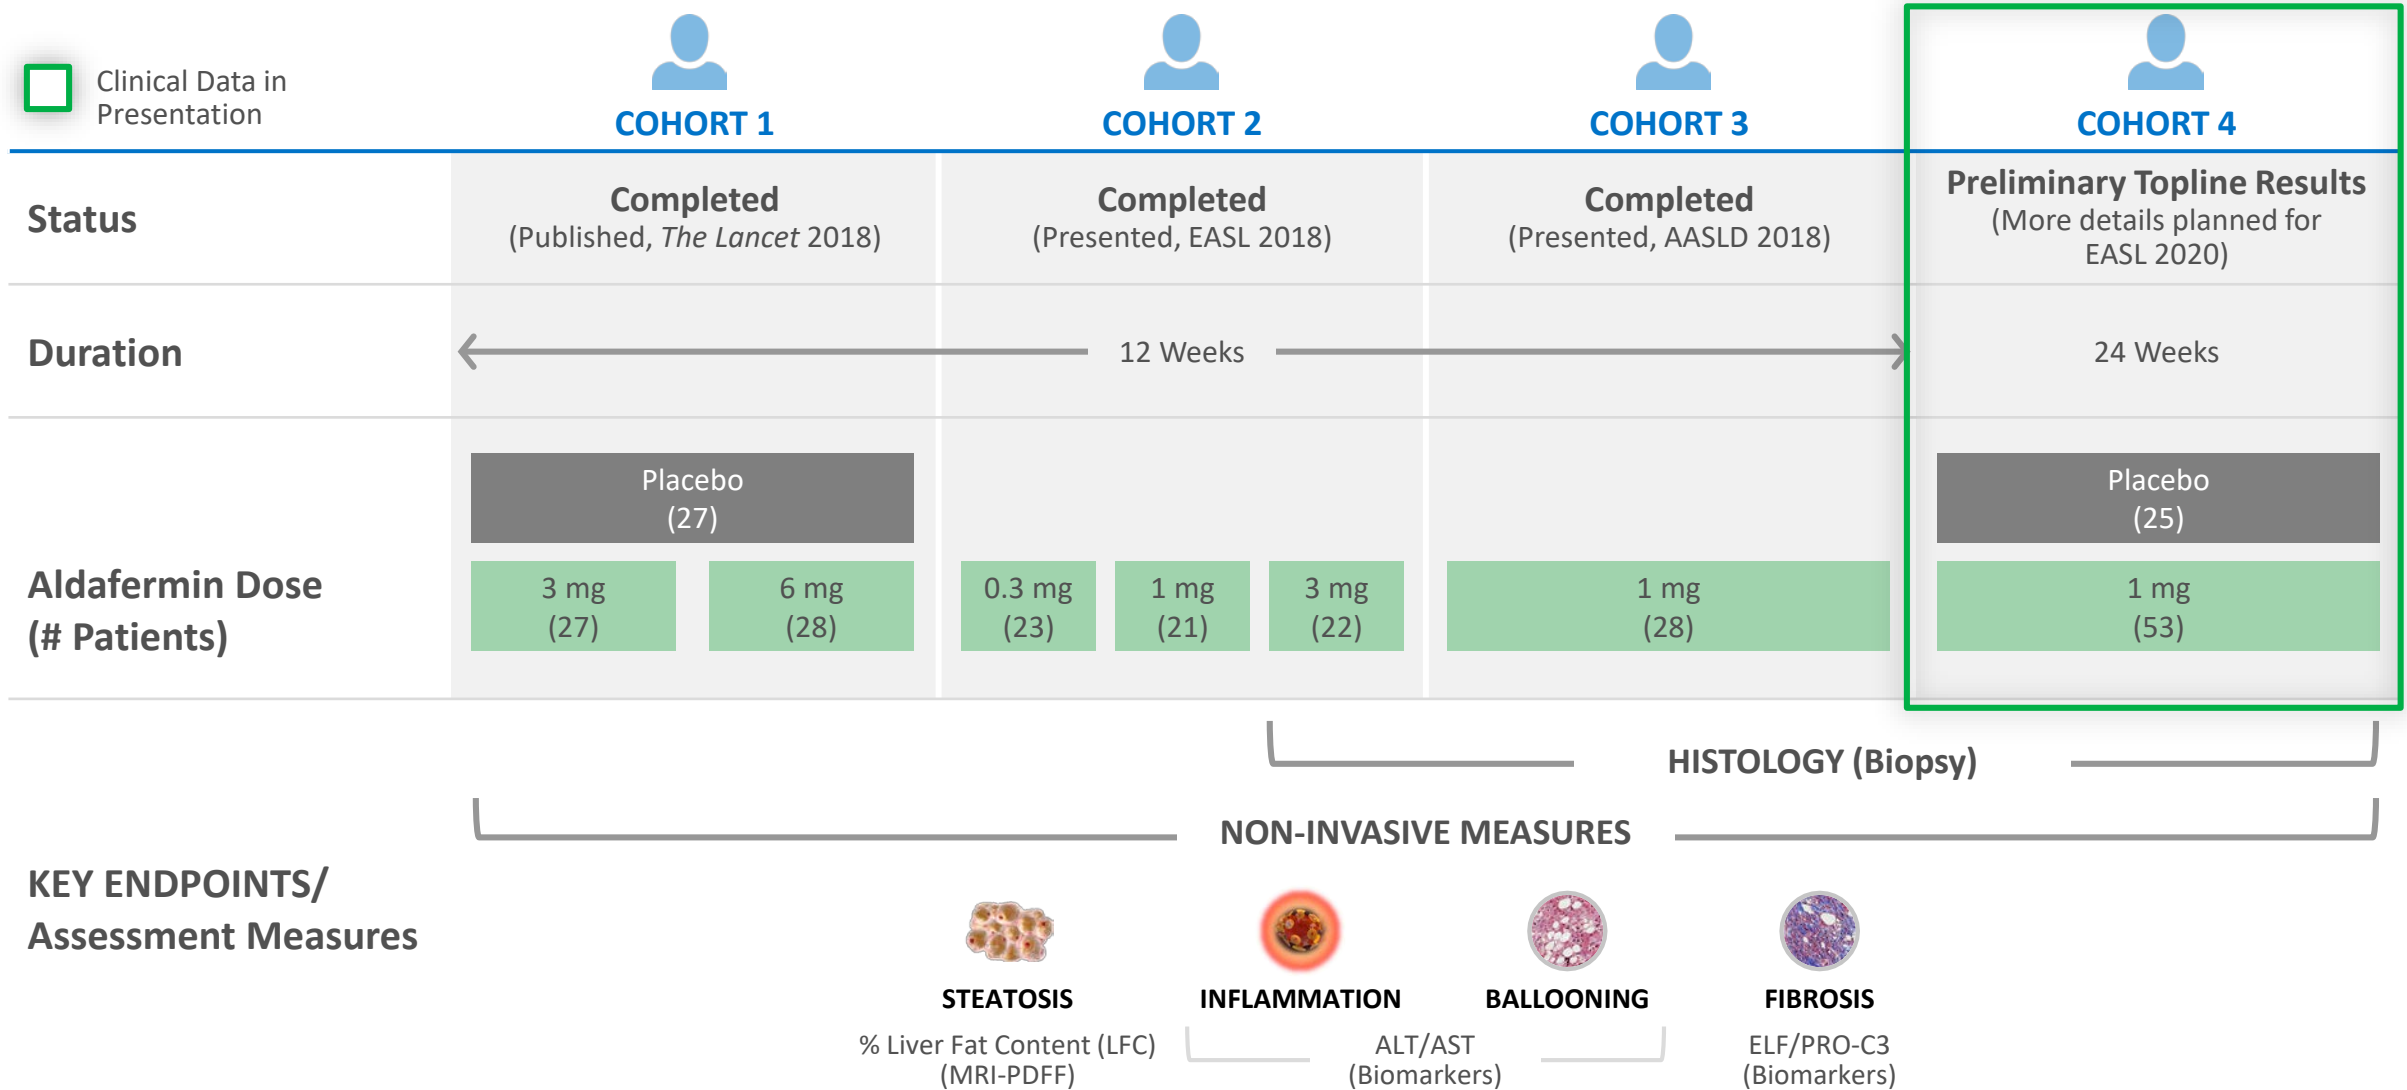 Clinical Data in
Presentation
COHORT 1
COHORT 2
COHORT 3
COHORT 4
Status
Completed
(Published, The Lancet 2018)
Completed
(Presented, EASL 2018)
Completed
(Presented, AASLD 2018)
Preliminary Topline Results
(More details planned for
EASL 2020)
Duration
12 Weeks
24 Weeks
Aldafermin Dose
(# Patients)
Placebo
(27)
3 mg
(27)
6 mg
(28)
0.3 mg
(23)
1 mg
(21)
3 mg
(22)
1 mg
(28)
Placebo
(25)
1 mg
(53)
HISTOLOGY (Biopsy)
NON-INVASIVE MEASURES
KEY ENDPOINTS/
Assessment Measures
STEATOSIS
% Liver Fat Content (LFC)
(MRI-PDFF)
INFLAMMATION
BALLOONING
ALT/AST
(Biomarkers)
FIBROSIS
ELF/PRO-C3
(Biomarkers)